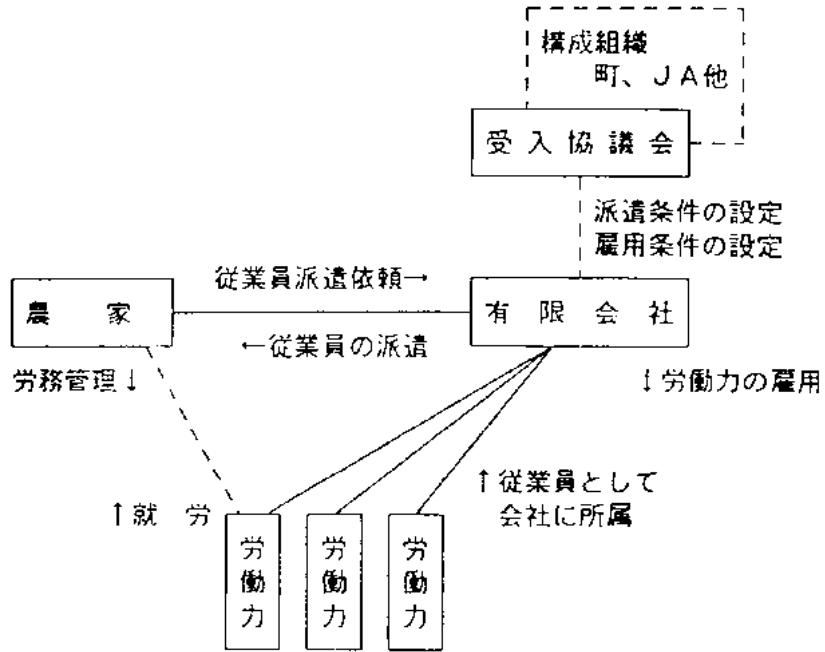 構成組織
町、JA他
受入協議会
派遣条件の設定
雇用条件の設定
従業員派遣依頼→
農家
有限会社
←従業員の派遣
労務管理↓
↓労働力の雇用
↑従業員として
会社に所属
↑就 労
労働力
労働力
労働力